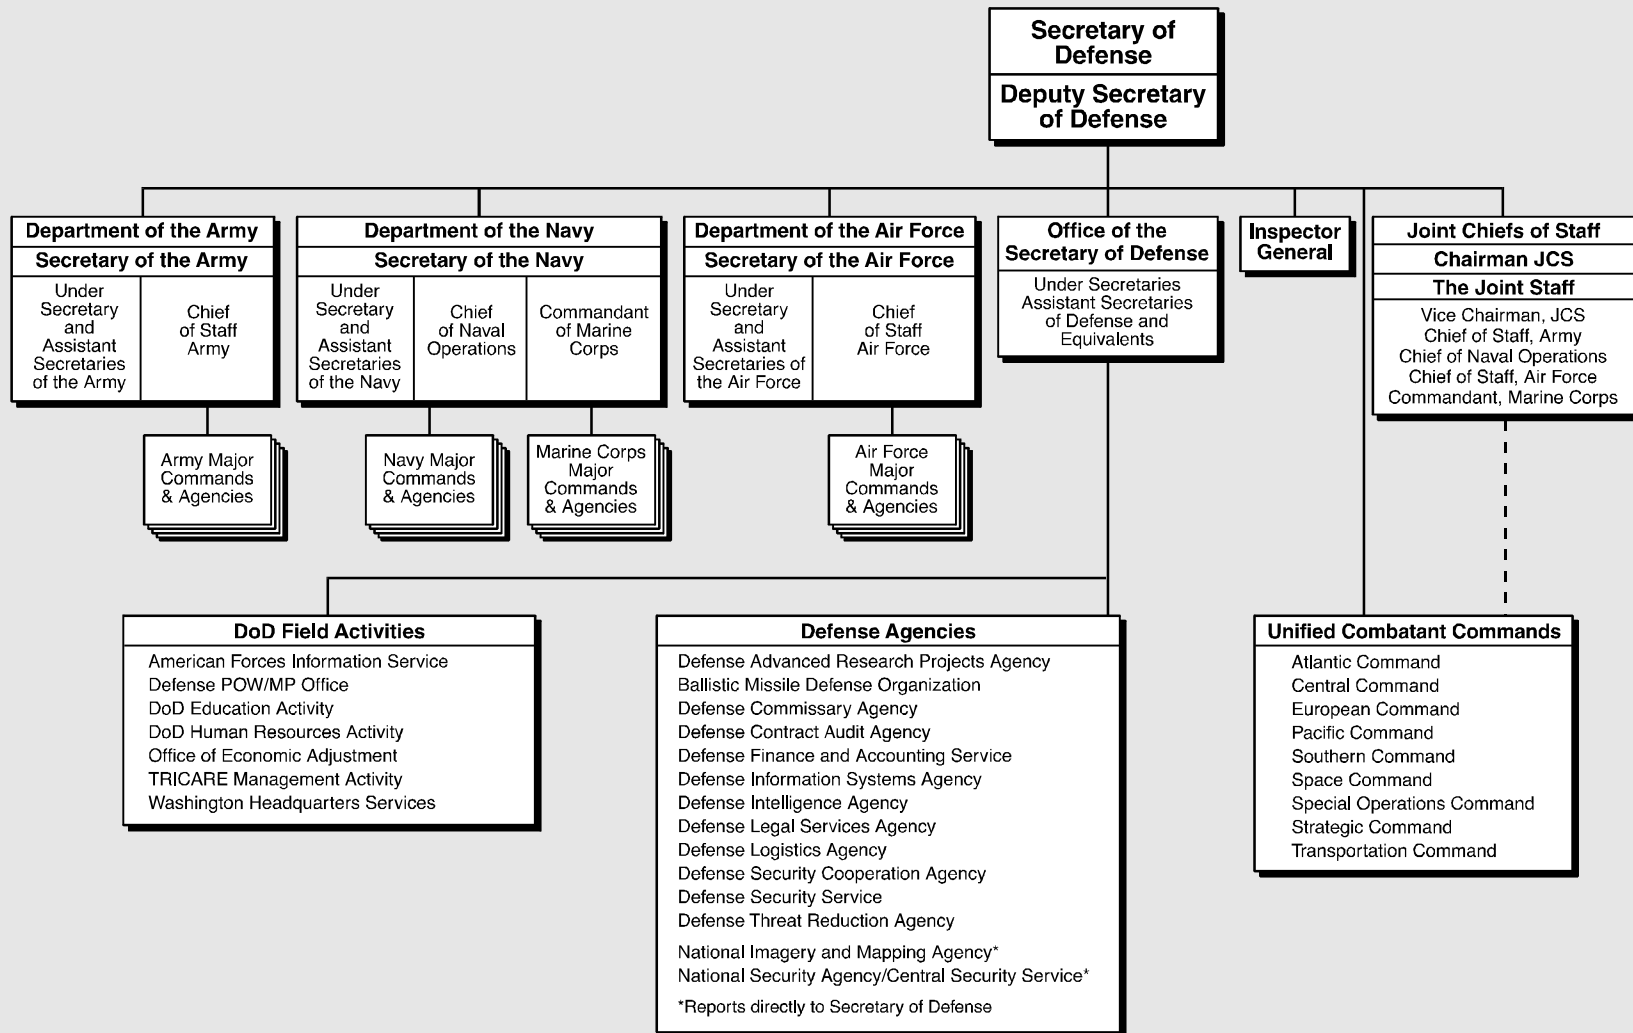 Secretary of
Defense
Deputy Secretary
of Defense
Department of the Army
Secretary of the Army
Under
Secretary
and
Assistant
Secretaries
of the Army
Chief
of Staff
Army
Department of the Navy
Secretary of the Navy
Under
Secretary
and
Assistant
Secretaries
of the Navy
Chief
of Naval
Operations
Commandant
of Marine
Corps
Department of the Air Force
Secretary of the Air Force
Under
Secretary
and
Assistant
Secretaries of
the Air Force
Chief
of Staff
Air Force
Office of the
Secretary of Defense
Under Secretaries
Assistant Secretaries
of Defense and
Equivalents
Inspector
General
Joint Chiefs of Staff
Chairman JCS
The Joint Staff
Vice Chairman, JCS
Chief of Staff, Army
Chief of Naval Operations
Chief of Staff, Air Force
Commandant, Marine Corps
Army Major
Commands
& Agencies
Navy Major
Commands
& Agencies
Marine Corps
Major
Commands
& Agencies
Air Force
Major
Commands
& Agencies
DoD Field Activities
American Forces Information Service
Defense POW/MP Office
DoD Education Activity
DoD Human Resources Activity
Office of Economic Adjustment
TRICARE Management Activity
Washington Headquarters Services
Defense Agencies
Defense Advanced Research Projects Agency
Ballistic Missile Defense Organization
Defense Commissary Agency
Defense Contract Audit Agency
Defense Finance and Accounting Service
Defense Information Systems Agency
Defense Intelligence Agency
Defense Legal Services Agency
Defense Logistics Agency
Defense Security Cooperation Agency
Defense Security Service
Defense Threat Reduction Agency
National Imagery and Mapping Agency*
National Security Agency/Central Security Service*
*Reports directly to Secretary of Defense
Unified Combatant Commands
Atlantic Command
Central Command
European Command
Pacific Command
Southern Command
Space Command
Special Operations Command
Strategic Command
Transportation Command